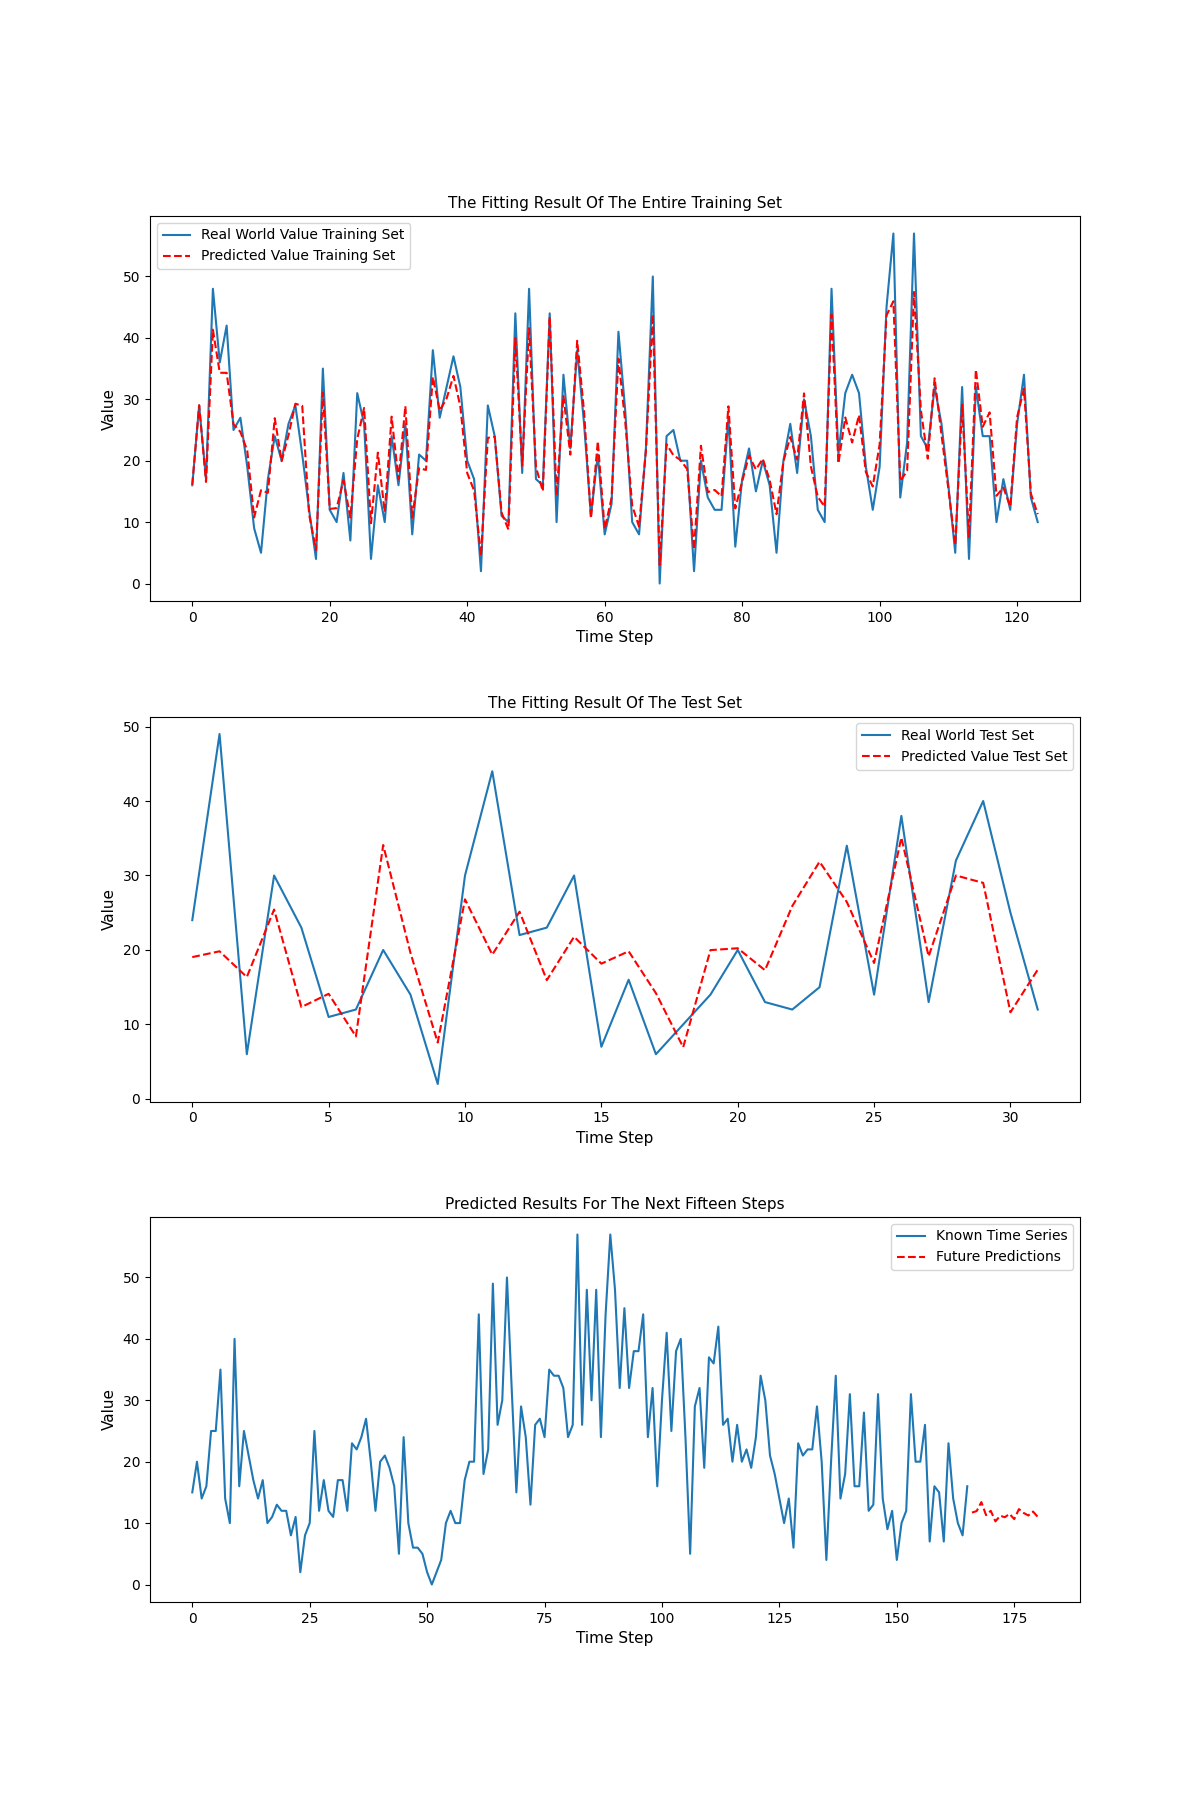 The Fitting Result Of The Entire Training Set
Real World Value Training Set
Predicted Value Training Set
Value
50
40
30
20
10
0
0 20 40 60 80 100 120
Time Step
The Fitting Result Of The Test Set
Real World Test Set
Predicted Value Test Set
Value
50
40
30
20
10
0
0 5 10 15 20 25 30
Time Step
Predicted Results For The Next Fifteen Steps
Known Time Series
Future Predictions
Value
50
40
30
20
10
0
0 25 50 75 100 125 150 175
Time Step